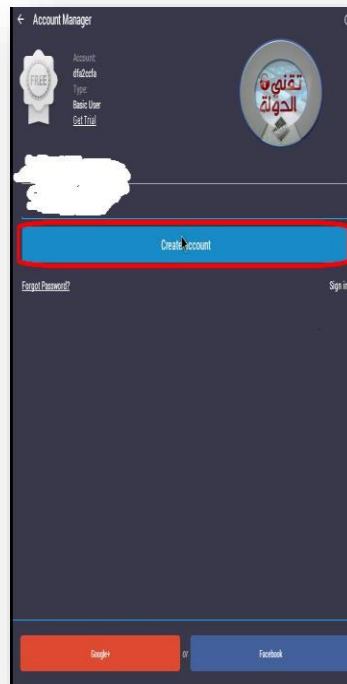 ← Account Manager
FREE
Account:
dfa2ccfa
Type:
Basic User
Get Trial
تقني
الدولة
Create Account
Forgot Password?
Sign in
Google+
or
Facebook